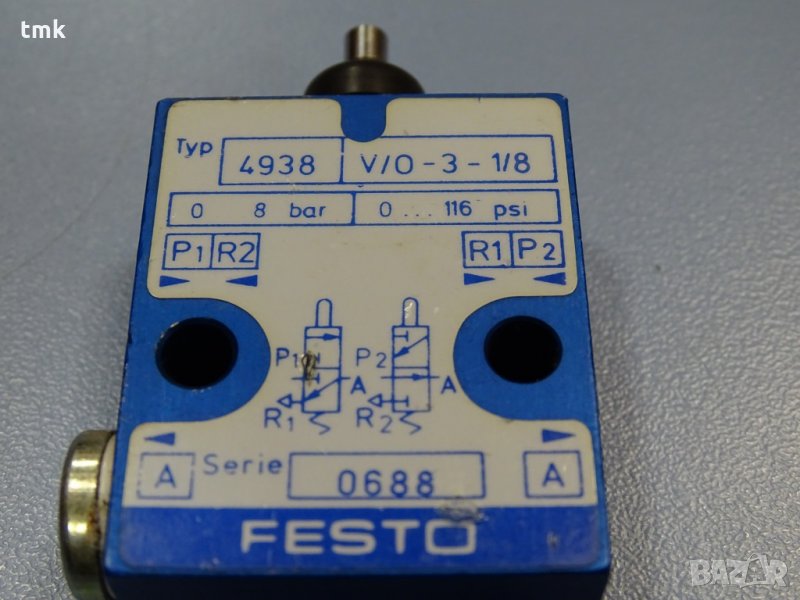 tmk
Typ 4938 V/O-3-1/8
0 8 bar 0...116 psi
P1 R2 R1 P2
P1 P2
A A
R1 R2
A Serie 0688 A
FESTO
BAZAR